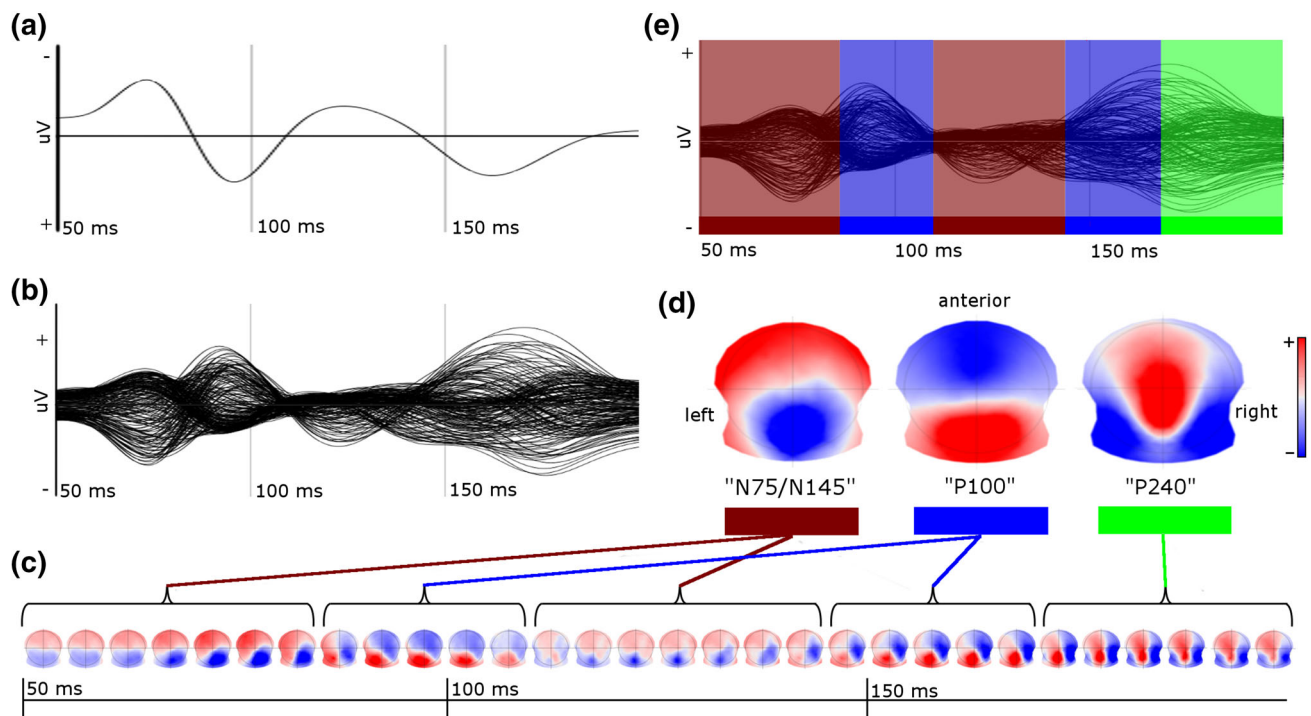 (a)
-
uV
+
50 ms
100 ms
150 ms
(b)
+
uV
-
50 ms
100 ms
150 ms
(e)
+
uV
-
50 ms
100 ms
150 ms
(d)
anterior
left
right
+
−
"N75/N145"
"P100"
"P240"
(c)
50 ms
100 ms
150 ms